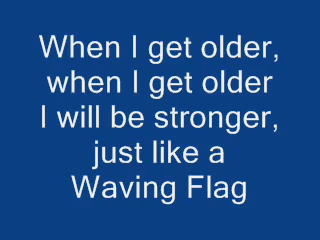 When I get older,
when I get older
I will be stronger,
just like a
Waving Flag